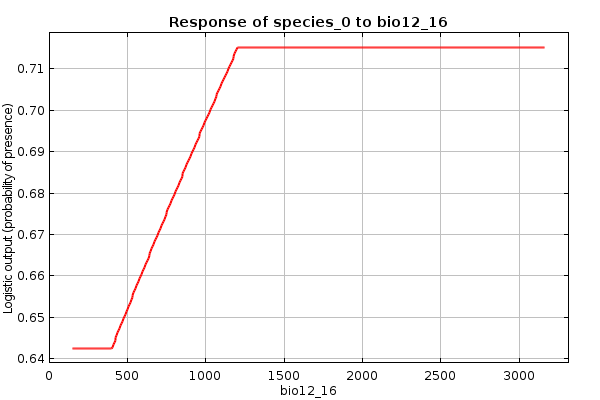 Response of species_0 to bio12_16
Logistic output (probability of presence)
0.71
0.70
0.69
0.68
0.67
0.66
0.65
0.64
0 500 1000 1500 2000 2500 3000
bio12_16